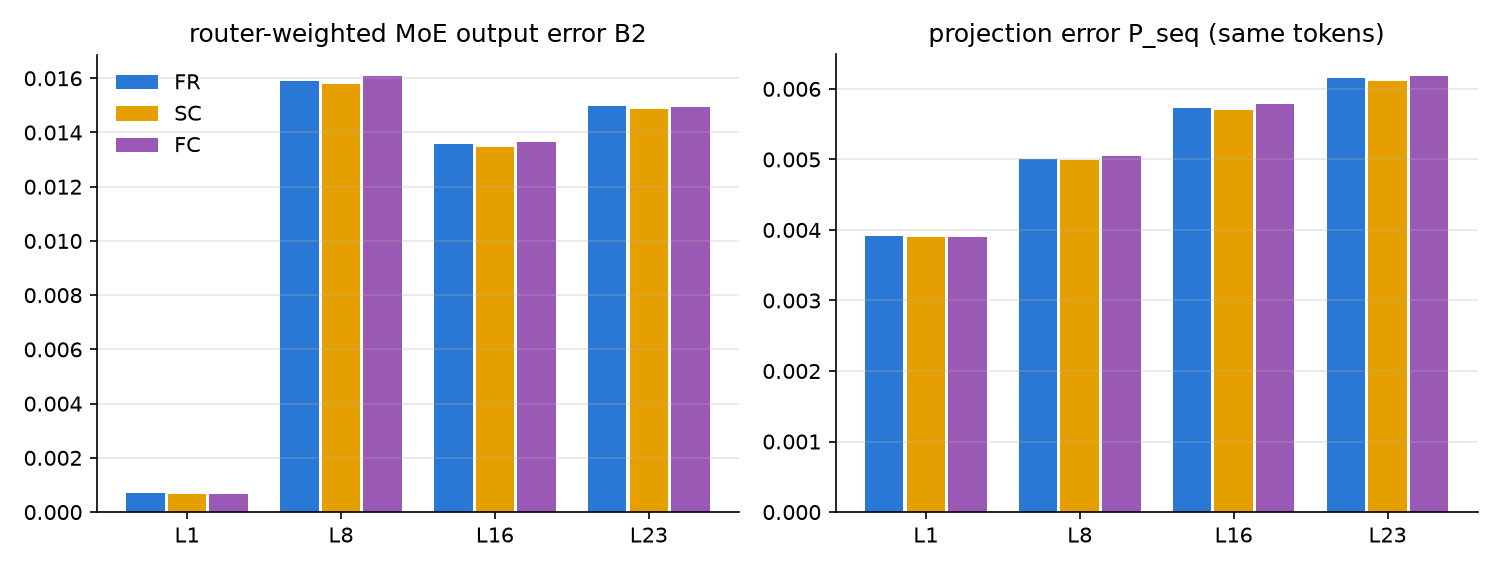 router-weighted MoE output error B2
0.016
0.014
0.012
0.010
0.008
0.006
0.004
0.002
0.000
FR
SC
FC
L1 L8 L16 L23
projection error P_seq (same tokens)
0.006
0.005
0.004
0.003
0.002
0.001
0.000
L1 L8 L16 L23